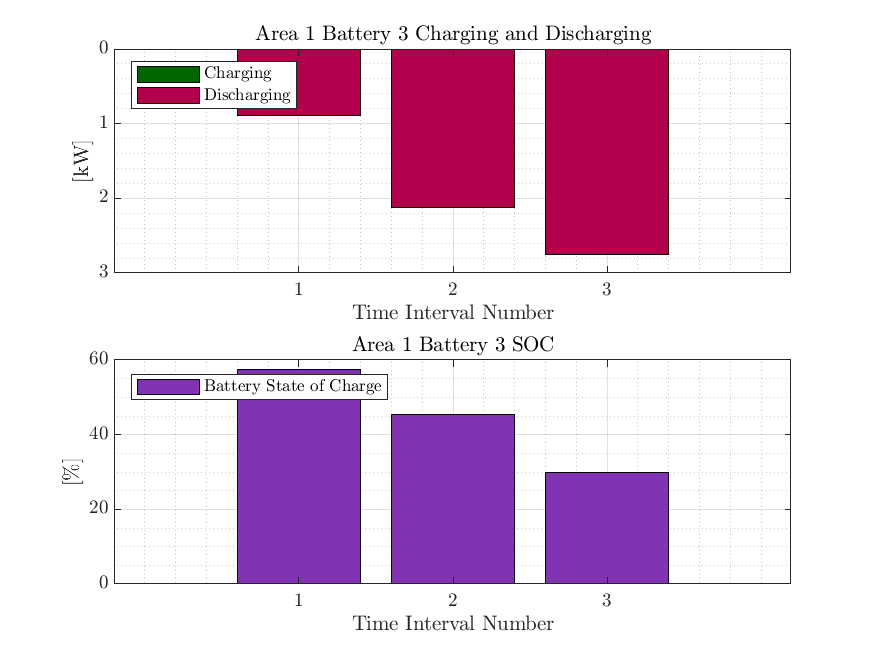 Area 1 Battery 3 Charging and Discharging
0
Charging
Discharging
1
[kW]
2
3
1 2 3
Time Interval Number
Area 1 Battery 3 SOC
60
Battery State of Charge
40
[%]
20
0
1 2 3
Time Interval Number